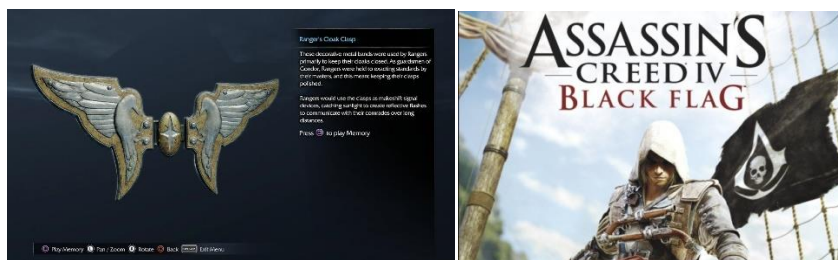 Ranger's Cloak Clasp
These decorative metal bands were used by Rangers
primarily to keep their cloaks closed. As guardsmen of
Gondor, Rangers were held to exacting standards by
their masters, and this meant keeping their clasps
polished.
Rangers would use the clasps as makeshift signal
devices, catching sunlight to create reflective flashes
to communicate with their comrades over long
distances.
Press to play Memory
Play Memory Pan / Zoom Rotate Back Exit Menu
ASSASSIN'S
CREED IV
BLACK FLAG